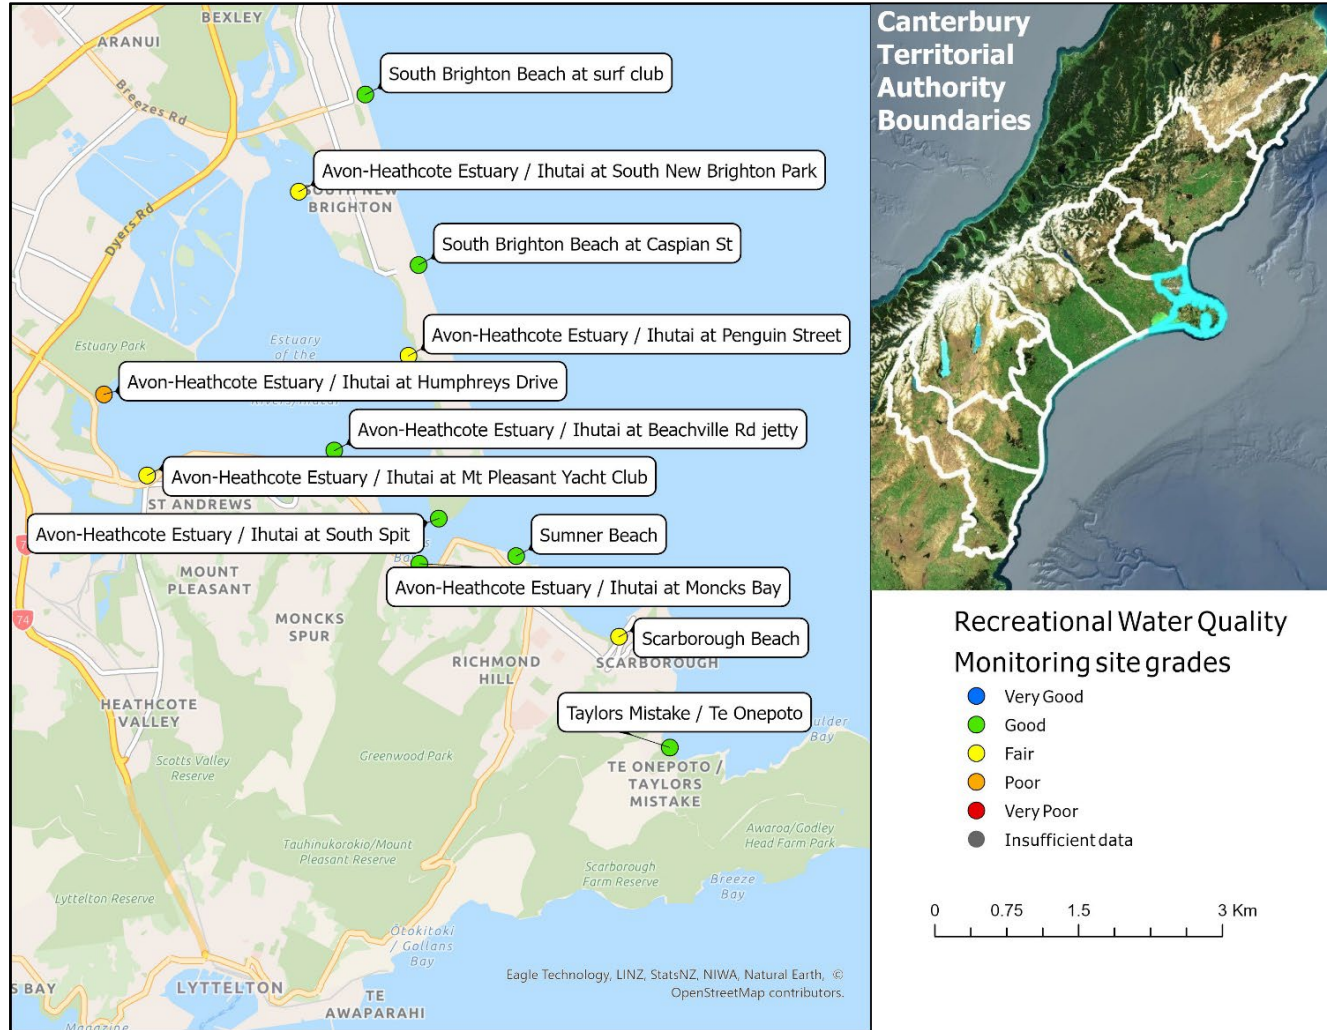 BEXLEY
ARANUI
Breezes Rd
South Brighton Beach at surf club
Avon-Heathcote Estuary / Ihutai at South New Brighton Park
BRIGHTON
Dyers Rd
South Brighton Beach at Caspian St
Estuary Park
Estuary
of the
Avon-Heathcote Estuary / Ihutai at Penguin Street
Avon-Heathcote Estuary / Ihutai at Humphreys Drive
Avon-Heathcote Estuary / Ihutai at Beachville Rd jetty
Avon-Heathcote Estuary / Ihutai at Mt Pleasant Yacht Club
ST ANDREWS
Avon-Heathcote Estuary / Ihutai at South Spit
Sumner Beach
Avon-Heathcote Estuary / Ihutai at Moncks Bay
MOUNT
PLEASANT
MONCKS
SPUR
74
Scarborough Beach
RICHMOND
HILL
SCARBOROUGH
HEATHCOTE
VALLEY
Taylors Mistake / Te Onepoto
Bay
Scotts Valley
Reserve
Greenwood Park
TE ONEPOTO /
TAYLORS
MISTAKE
Tauhinukorokio/Mount
Pleasant Reserve
Awaroa/Godley
Head Farm Park
Scarborough
Farm Reserve
Breeze
Bay
Lyttelton Reserve
Ōtokitoki
/ Gollans
Bay
Eagle Technology, LINZ, StatsNZ, NIWA, Natural Earth, ©
OpenStreetMap contributors.
S BAY
LYTTELTON
TE
AWAPARAHI
Canterbury
Territorial
Authority
Boundaries
Recreational Water Quality
Monitoring site grades
Very Good
Good
Fair
Poor
Very Poor
Insufficient data
0 0.75 1.5 3 Km